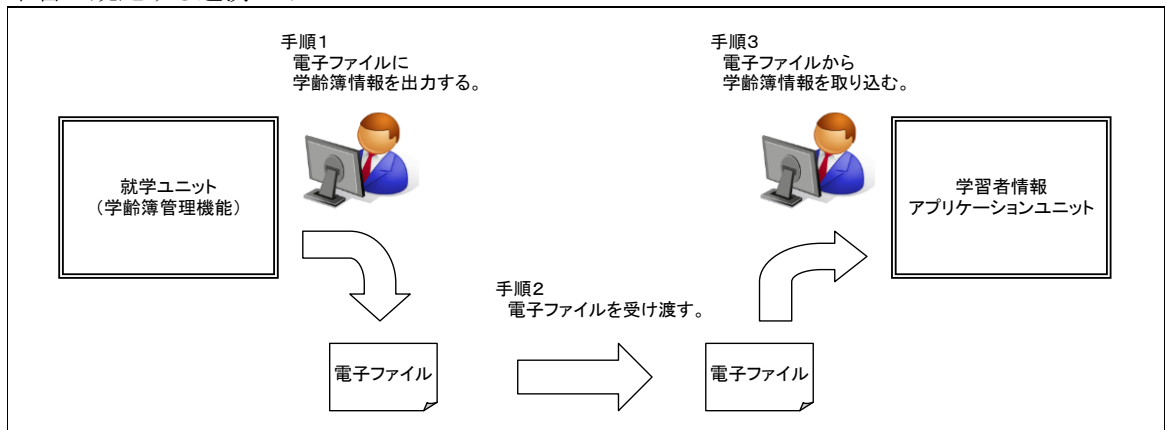 手順1
電子ファイルに
学齢簿情報を出力する。
手順3
電子ファイルから
学齢簿情報を取り込む。
就学ユニット
（学齢簿管理機能）
学習者情報
アプリケーションユニット
手順2
電子ファイルを受け渡す。
電子ファイル
電子ファイル